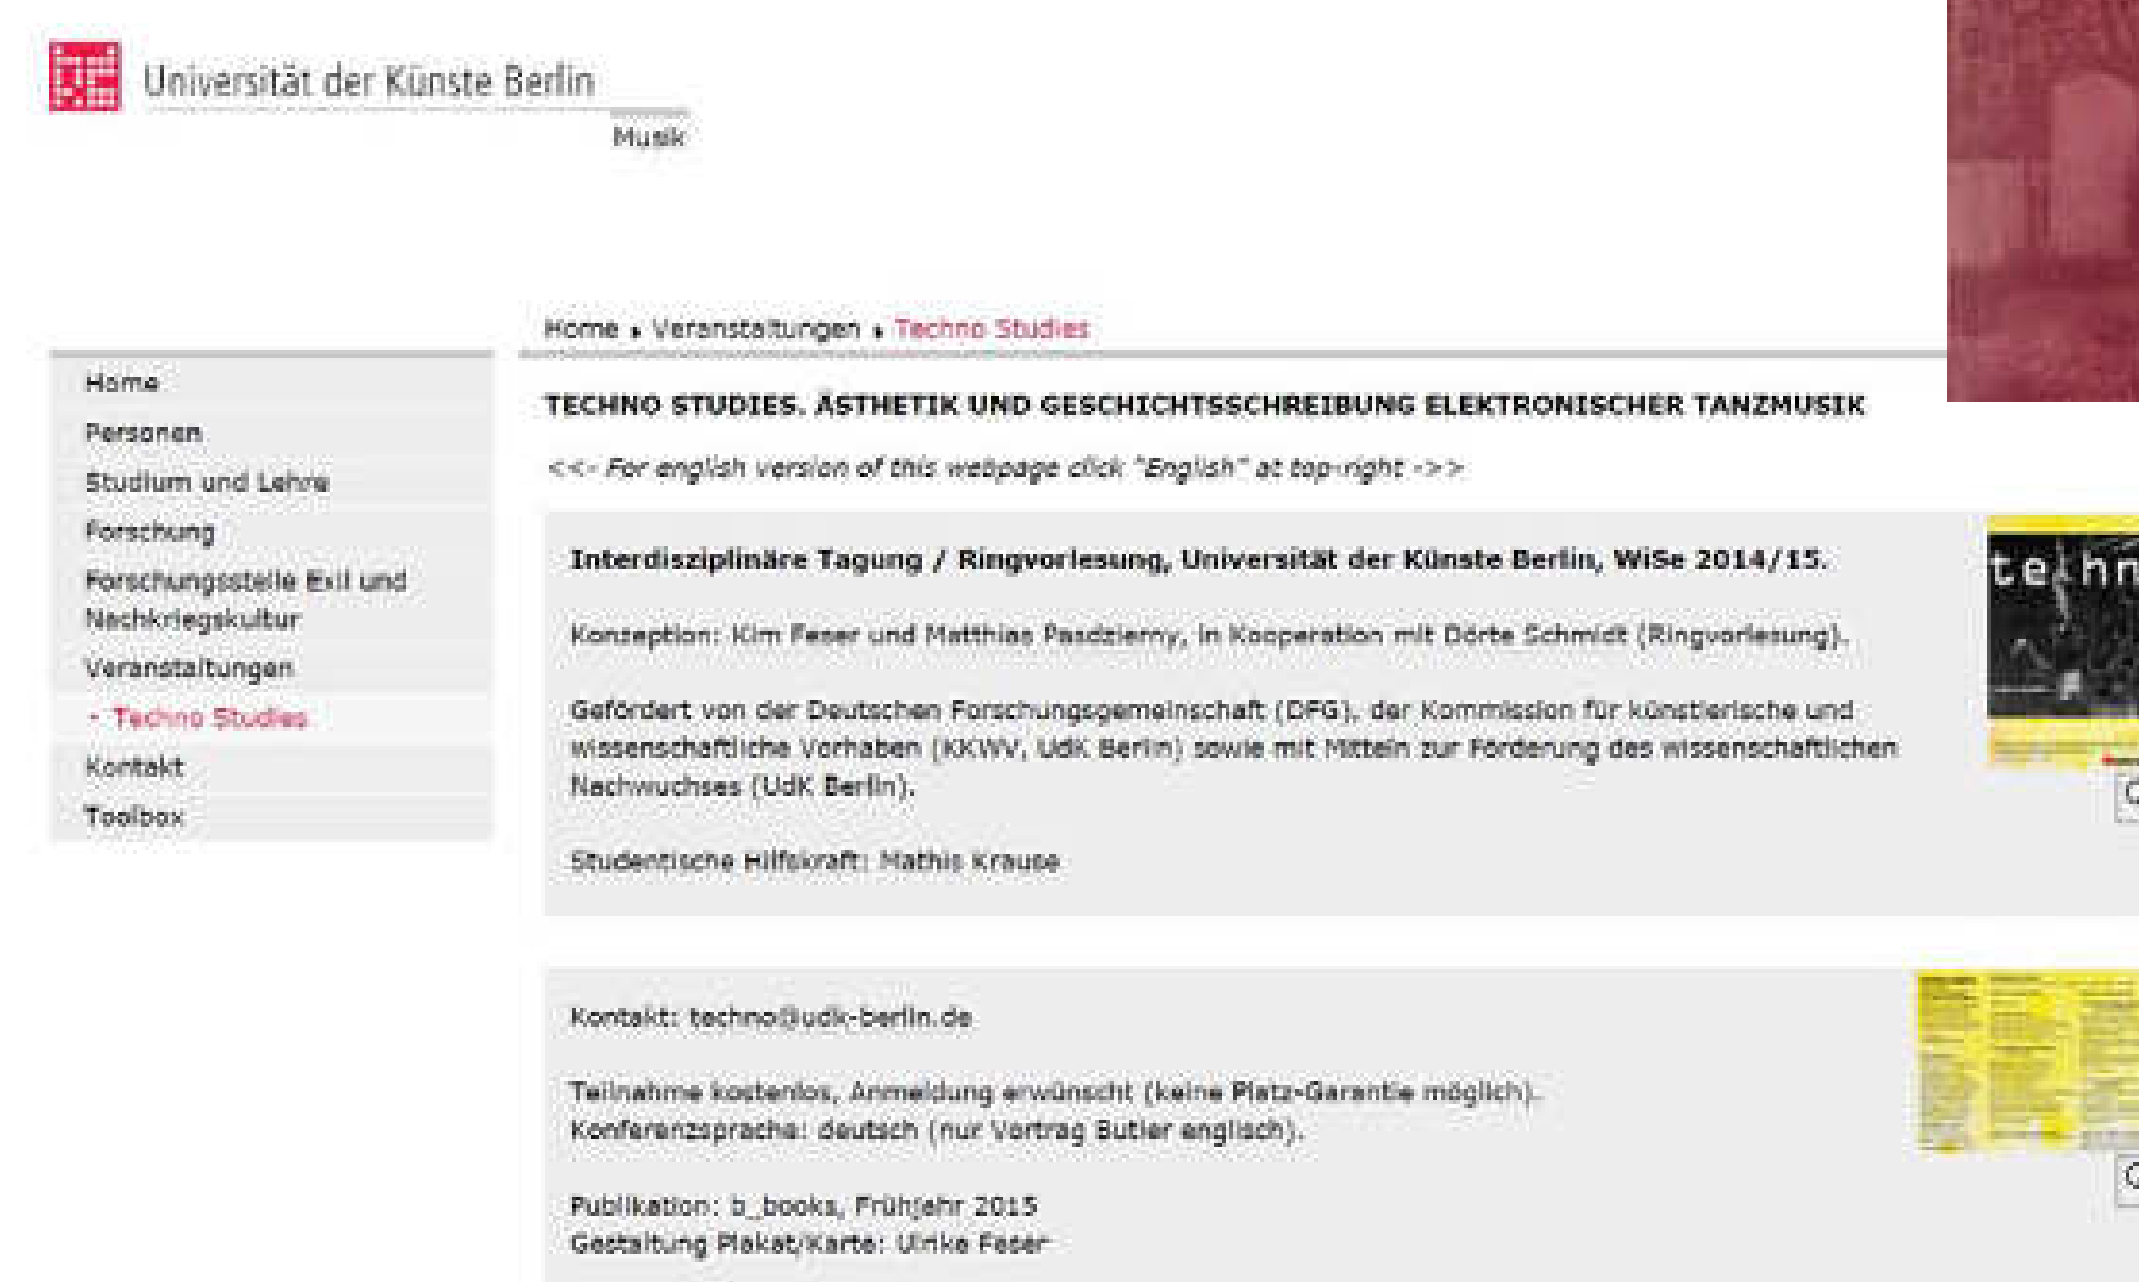 Universität der Künste Berlin
Musik
Home • Veranstaltungen • Techno Studies
Home
Personen
Studium und Lehre
Forschung
Forschungsstelle Exil und
Nachkriegskultur
Veranstaltungen
• Techno Studies
Kontakt
Toolbox
TECHNO STUDIES. ÄSTHETIK UND GESCHICHTSSCHREIBUNG ELEKTRONISCHER TANZMUSIK
<<- For english version of this webpage click "English" at top-right ->>
Interdisziplinäre Tagung / Ringvorlesung, Universität der Künste Berlin, WiSe 2014/15.
Konzeption: Kim Feser und Matthias Pasdzierny, in Kooperation mit Dörte Schmidt (Ringvorlesung).
Gefördert von der Deutschen Forschungsgemeinschaft (DFG), der Kommission für künstlerische und
wissenschaftliche Vorhaben (KKWV, UdK Berlin) sowie mit Mitteln zur Förderung des wissenschaftlichen
Nachwuchses (UdK Berlin).
Studentische Hilfskraft: Mathis Krause
techn
Kontakt: techno@udk-berlin.de
Teilnahme kostenlos, Anmeldung erwünscht (keine Platz-Garantie möglich).
Konferenzsprache: deutsch (nur Vortrag Butler englisch).
Publikation: b_books, Frühjahr 2015
Gestaltung Plakat/Karte: Ulrike Feser